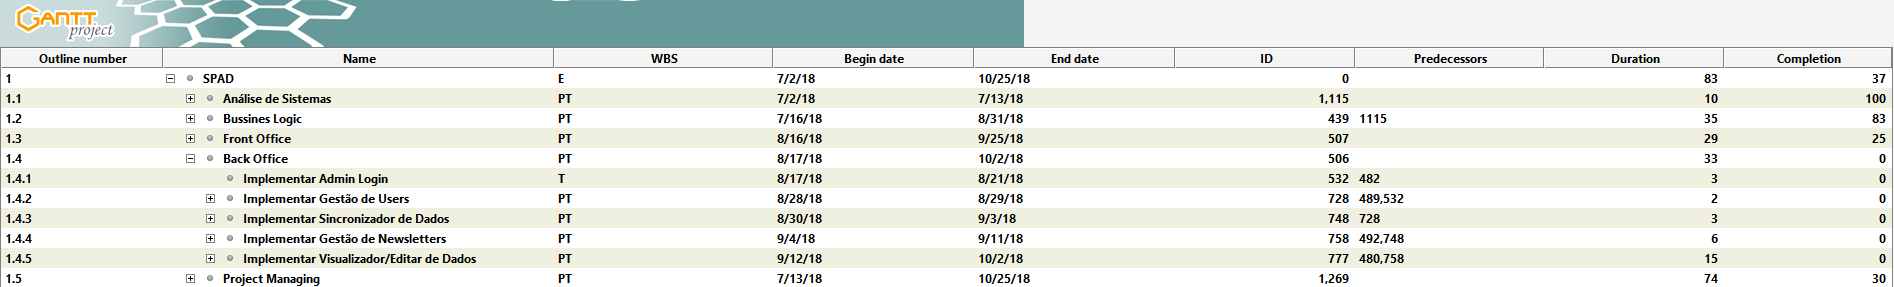 GANTT
project
Outline number Name WBS Begin date End date ID Predecessors Duration Completion
1 SPAD E 7/2/18 10/25/18 0 83 37
1.1 Análise de Sistemas PT 7/2/18 7/13/18 1,115 10 100
1.2 Bussines Logic PT 7/16/18 8/31/18 439 1115 35 83
1.3 Front Office PT 8/16/18 9/25/18 507 29 25
1.4 Back Office PT 8/17/18 10/2/18 506 33 0
1.4.1 Implementar Admin Login T 8/17/18 8/21/18 532 482 3 0
1.4.2 Implementar Gestão de Users PT 8/28/18 8/29/18 728 489,532 2 0
1.4.3 Implementar Sincronizador de Dados PT 8/30/18 9/3/18 748 728 3 0
1.4.4 Implementar Gestão de Newsletters PT 9/4/18 9/11/18 758 492,748 6 0
1.4.5 Implementar Visualizador/Editar de Dados PT 9/12/18 10/2/18 777 480,758 15 0
1.5 Project Managing PT 7/13/18 10/25/18 1,269 74 30